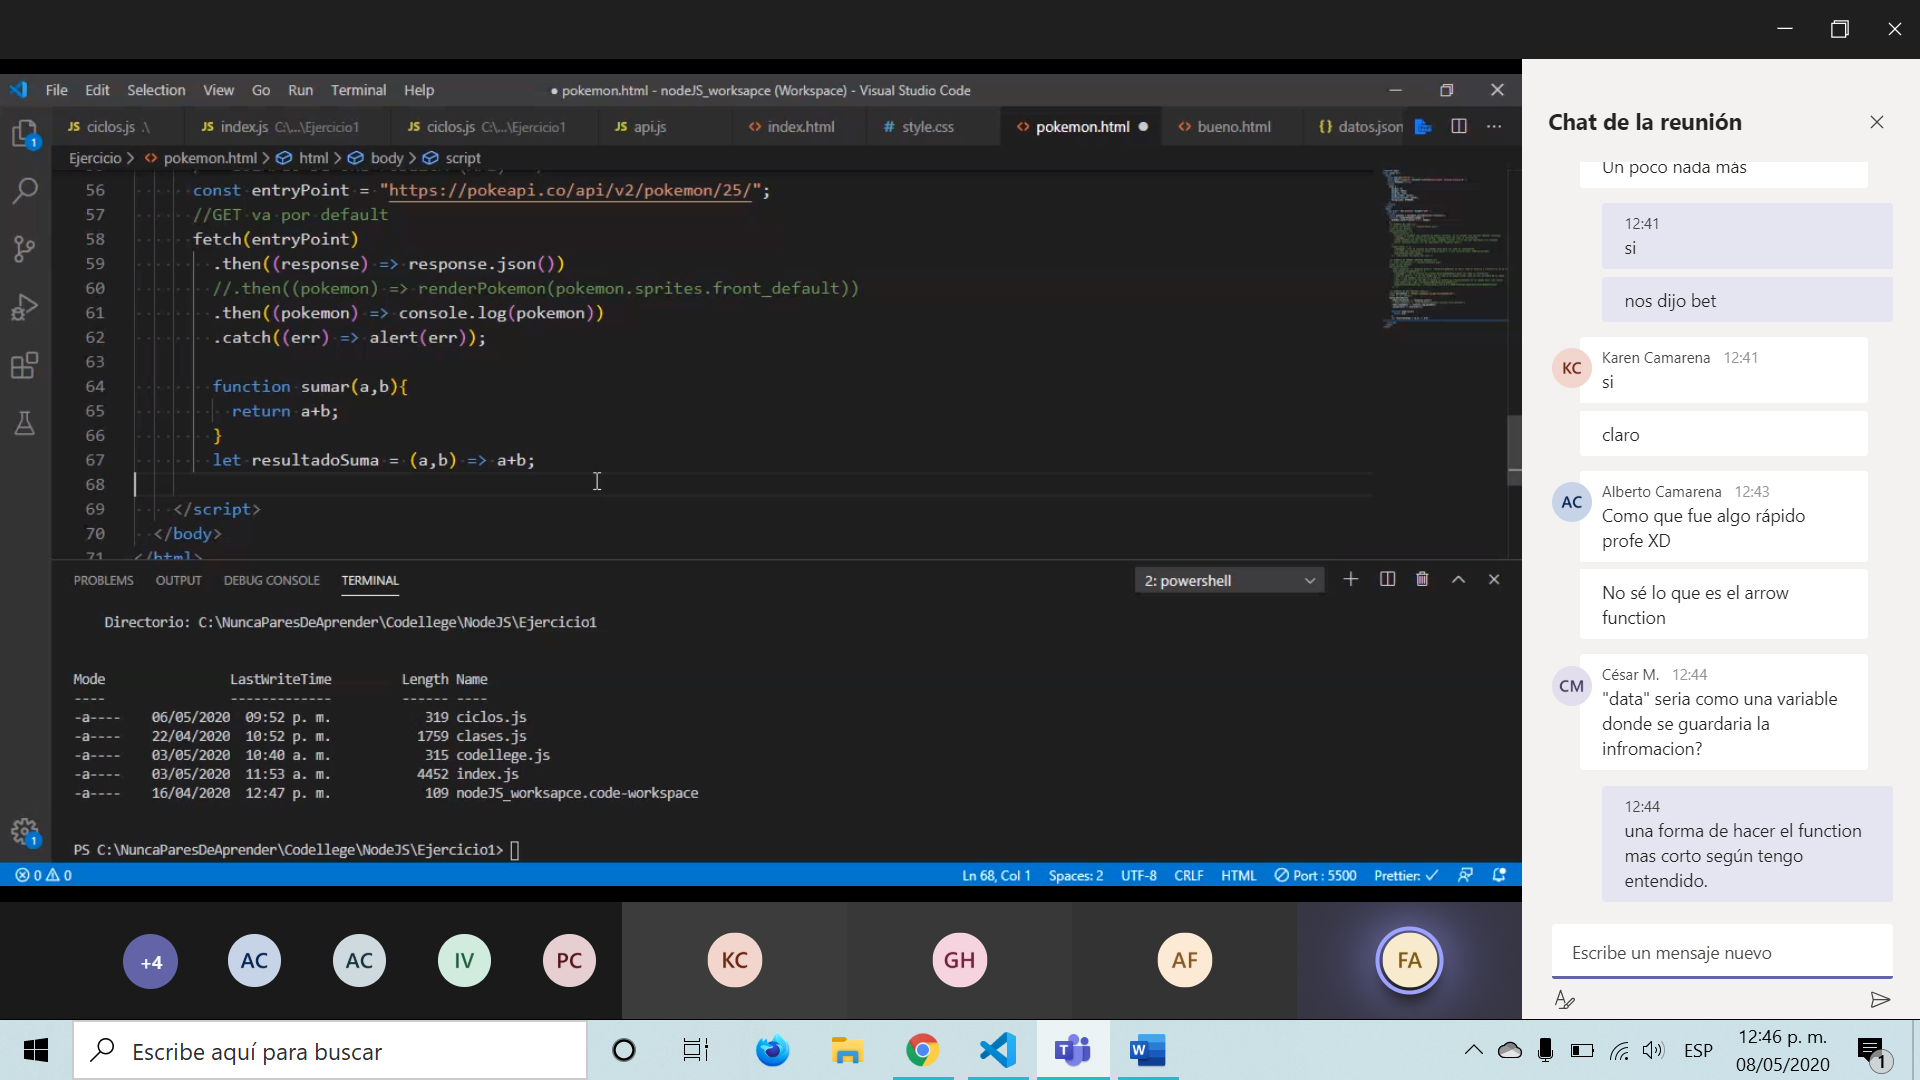 File Edit Selection View Go Run Terminal Help
● pokemon.html - nodeJS_worksapce (Workspace) - Visual Studio Code
JS ciclos.js .\
JS index.js C:\...\Ejercicio1
JS ciclos.js C:\...\Ejercicio1
JS api.js
<> index.html
# style.css
<> pokemon.html ●
<> bueno.html
{} datos.json
...
Ejercicio > <> pokemon.html > html > body > script
56 const entryPoint = "https://pokeapi.co/api/v2/pokemon/25/";
57 //GET va por default
58 fetch(entryPoint)
59 .then((response) => response.json())
60 //.then((pokemon) => renderPokemon(pokemon.sprites.front_default))
61 .then((pokemon) => console.log(pokemon))
62 .catch((err) => alert(err));
63
64 function sumar(a,b){
65 return a+b;
66 }
67 let resultadoSuma = (a,b) => a+b;
68
69 </script>
70 </body>
71 </html>
PROBLEMS OUTPUT DEBUG CONSOLE TERMINAL
2: powershell
Directorio: C:\NuncaParesDeAprender\Codellege\NodeJS\Ejercicio1
Mode LastWriteTime Length Name
---- ------------- ------ ----
-a---- 06/05/2020 09:52 p. m. 319 ciclos.js
-a---- 22/04/2020 10:52 p. m. 1759 clases.js
-a---- 03/05/2020 10:40 a. m. 315 codellege.js
-a---- 03/05/2020 11:53 a. m. 4452 index.js
-a---- 16/04/2020 12:47 p. m. 109 nodeJS_worksapce.code-workspace
PS C:\NuncaParesDeAprender\Codellege\NodeJS\Ejercicio1>
0 0
Ln 68, Col 1 Spaces: 2 UTF-8 CRLF HTML Port : 5500 Prettier: ✓
1
1
+4 AC AC IV PC KC GH AF FA
Chat de la reunión
Un poco nada más
12:41
si
nos dijo bet
KC
Karen Camarena 12:41
si
claro
AC
Alberto Camarena 12:43
Como que fue algo rápido
profe XD
No sé lo que es el arrow
function
CM
César M. 12:44
"data" seria como una variable
donde se guardaria la
infromacion?
12:44
una forma de hacer el function
mas corto según tengo
entendido.
Escribe un mensaje nuevo
Escribe aquí para buscar
T
W
ESP
12:46 p. m.
08/05/2020
1